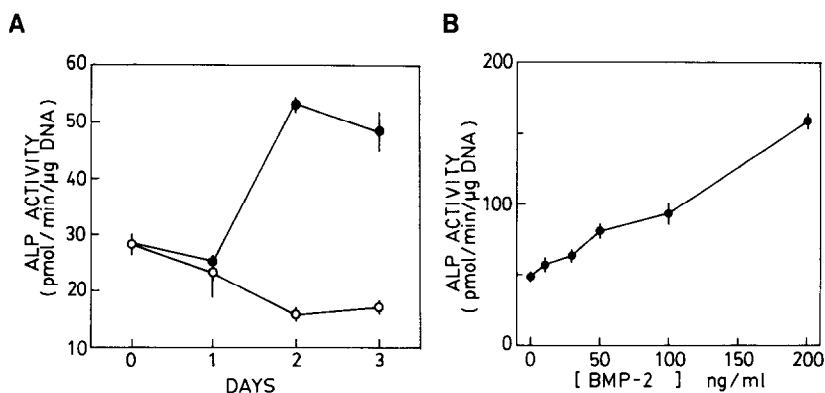 A
60
50
40
30
20
10
ALP ACTIVITY
(pmol/min/µg DNA)
0
1
2
3
DAYS
B
200
100
0
ALP ACTIVITY
(pmol/min/µg DNA)
0
50
100
150
200
[ BMP-2 ] ng/ml